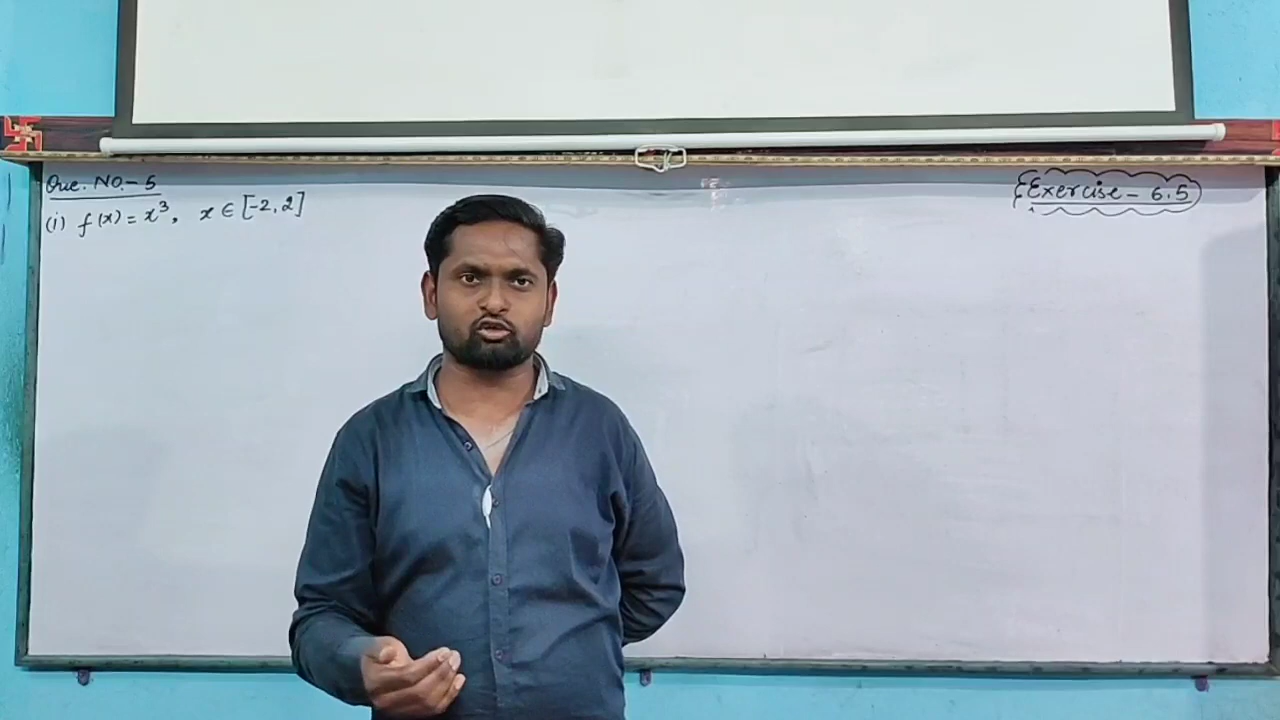 Que. No.- 5
(i) f(x) = x³, x ∈ [-2, 2]
Exercise - 6.5